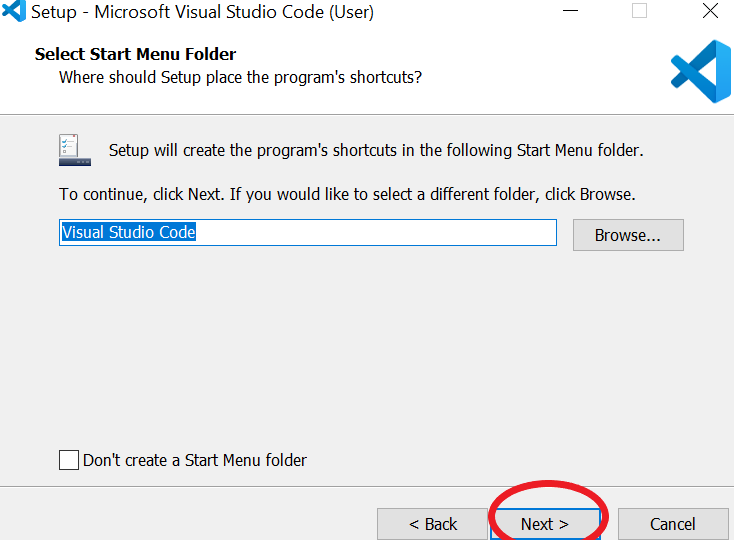 Setup - Microsoft Visual Studio Code (User)
Select Start Menu Folder
Where should Setup place the program's shortcuts?
Setup will create the program's shortcuts in the following Start Menu folder.
To continue, click Next. If you would like to select a different folder, click Browse.
Visual Studio Code
Browse...
Don't create a Start Menu folder
< Back
Next >
Cancel